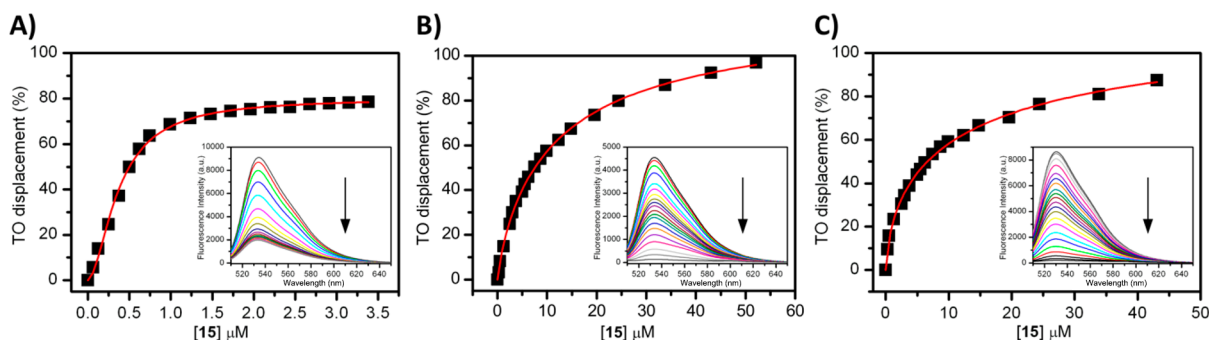 A)
TO displacement (%)
100
80
60
40
20
0
0.0 0.5 1.0 1.5 2.0 2.5 3.0 3.5
[15] μM
Fluorescence Intensity (a.u.)
10000
8000
6000
4000
2000
0
520 540 560 580 600 620 640
Wavelength (nm)
B)
TO displacement (%)
100
80
60
40
20
0
0 10 20 30 40 50 60
[15] μM
Fluorescence Intensity (a.u.)
5000
4000
3000
2000
1000
0
520 540 560 580 600 620 640
Wavelength (nm)
C)
TO displacement (%)
100
80
60
40
20
0
0 10 20 30 40 50
[15] μM
Fluorescence Intensity (a.u.)
9000
8000
7000
6000
5000
4000
3000
2000
1000
0
520 540 560 580 600 620 640
Wavelength (nm)